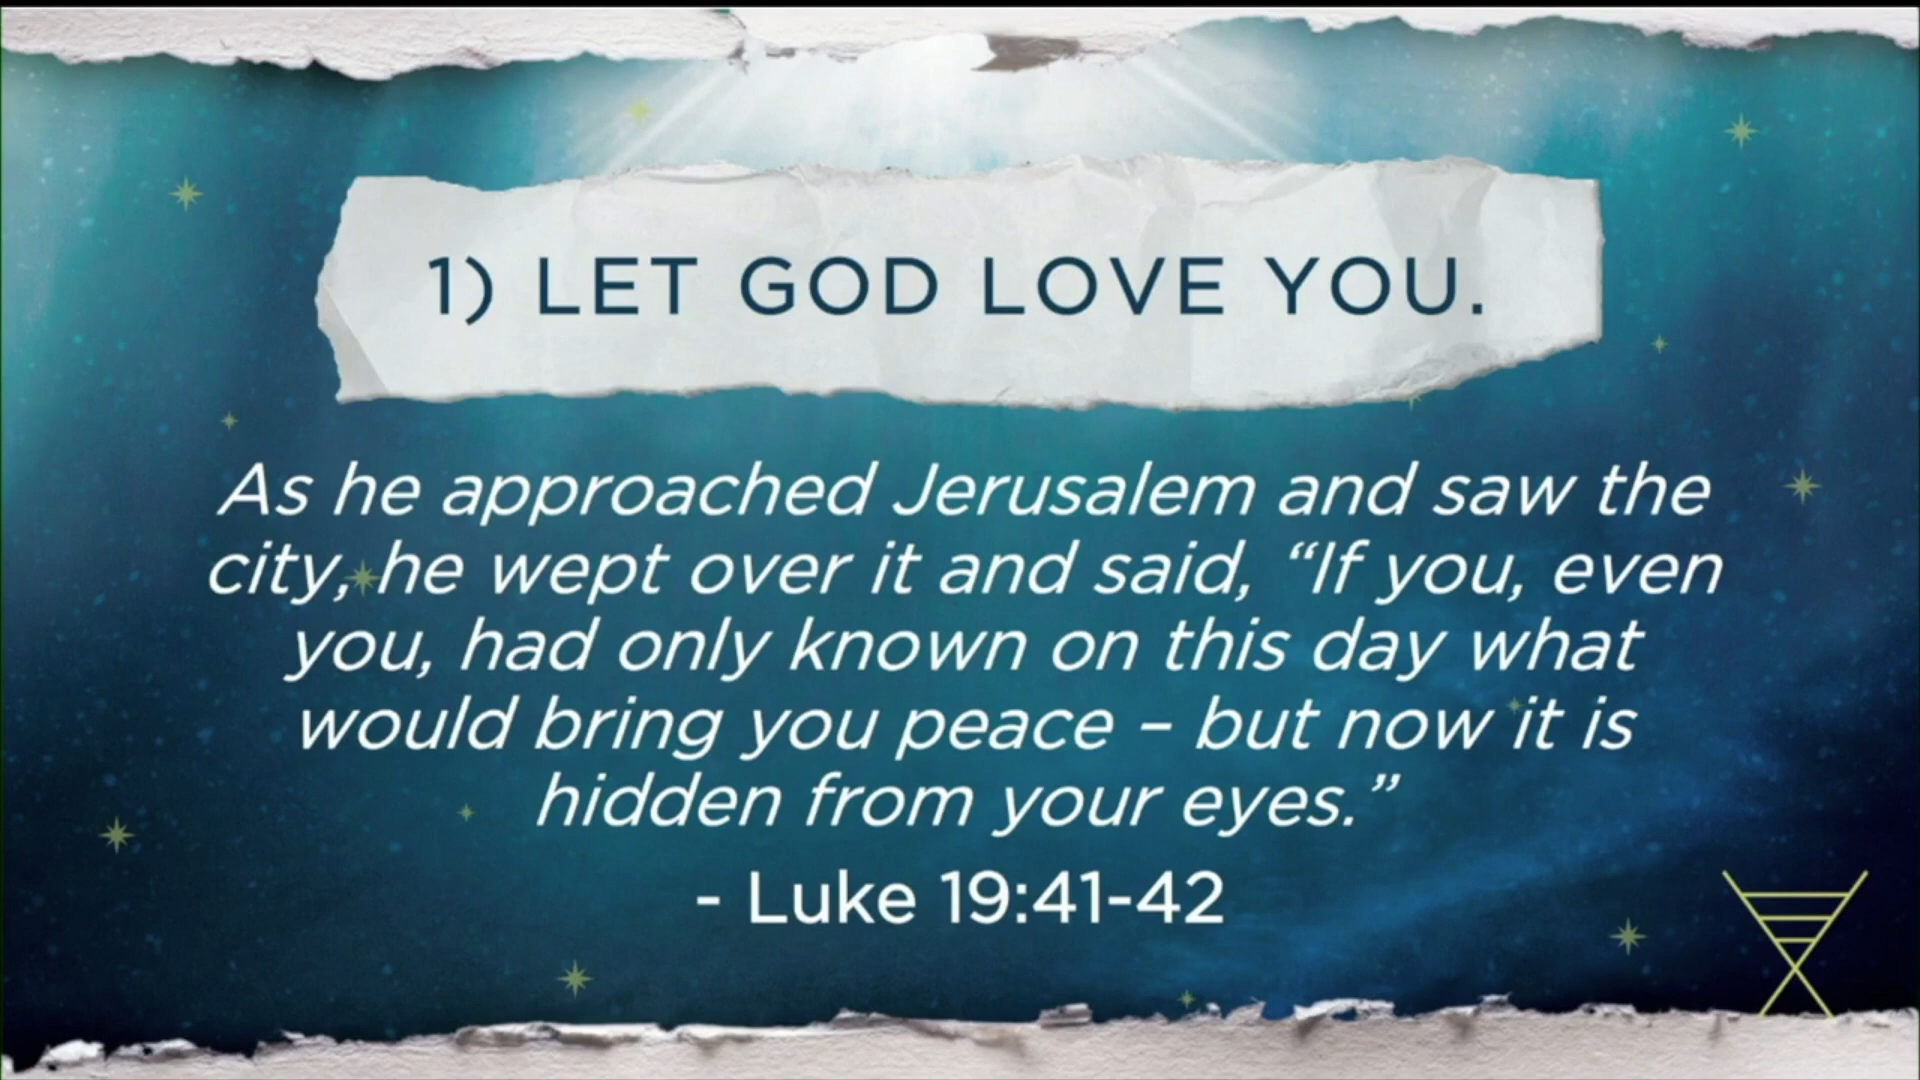 1) LET GOD LOVE YOU.
As he approached Jerusalem and saw the
city, he wept over it and said, “If you, even
you, had only known on this day what
would bring you peace – but now it is
hidden from your eyes.”
- Luke 19:41-42